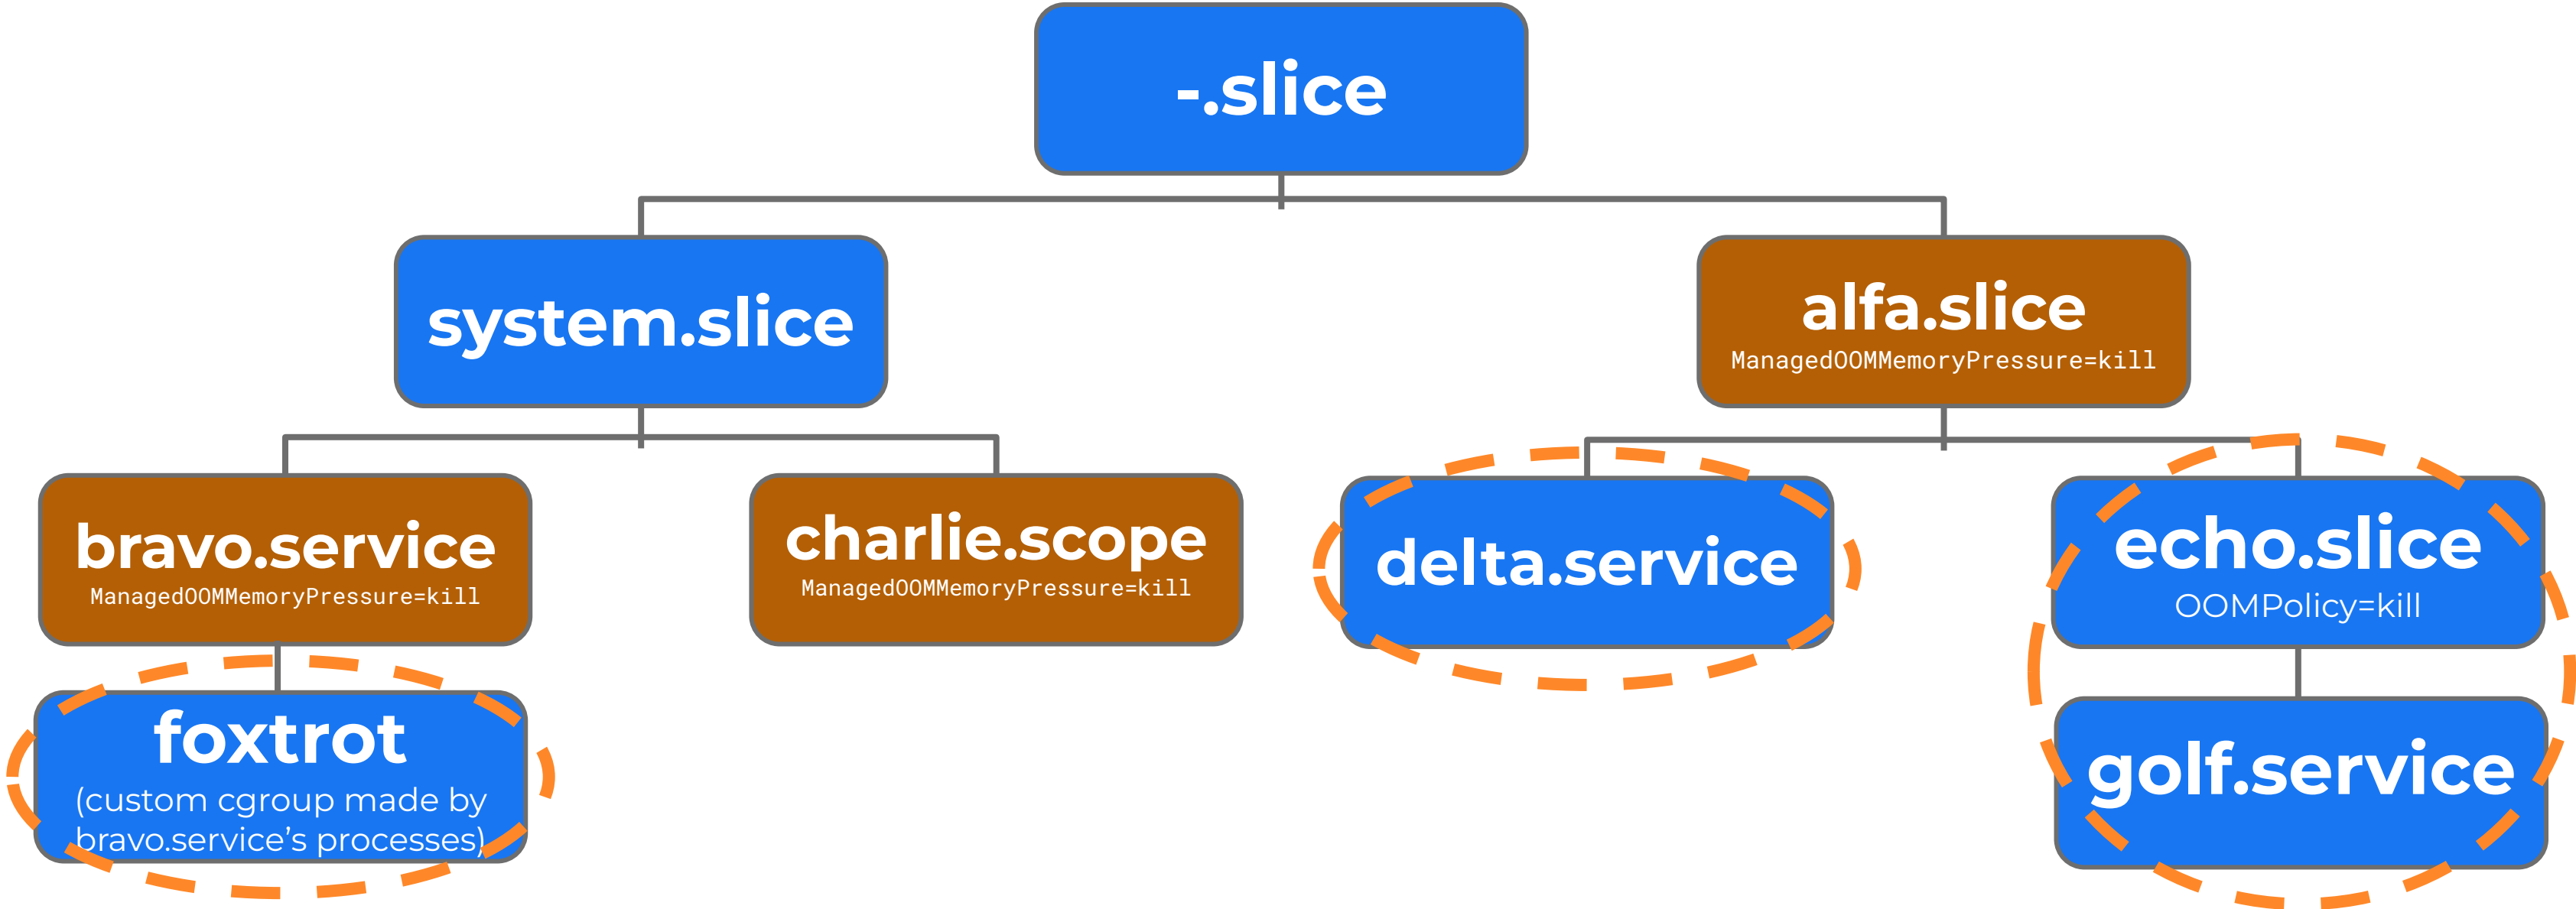 -.slice
system.slice
alfa.slice
ManagedOOMMemoryPressure=kill
bravo.service
ManagedOOMMemoryPressure=kill
charlie.scope
ManagedOOMMemoryPressure=kill
delta.service
echo.slice
OOMPolicy=kill
foxtrot
(custom cgroup made by
bravo.service’s processes)
golf.service